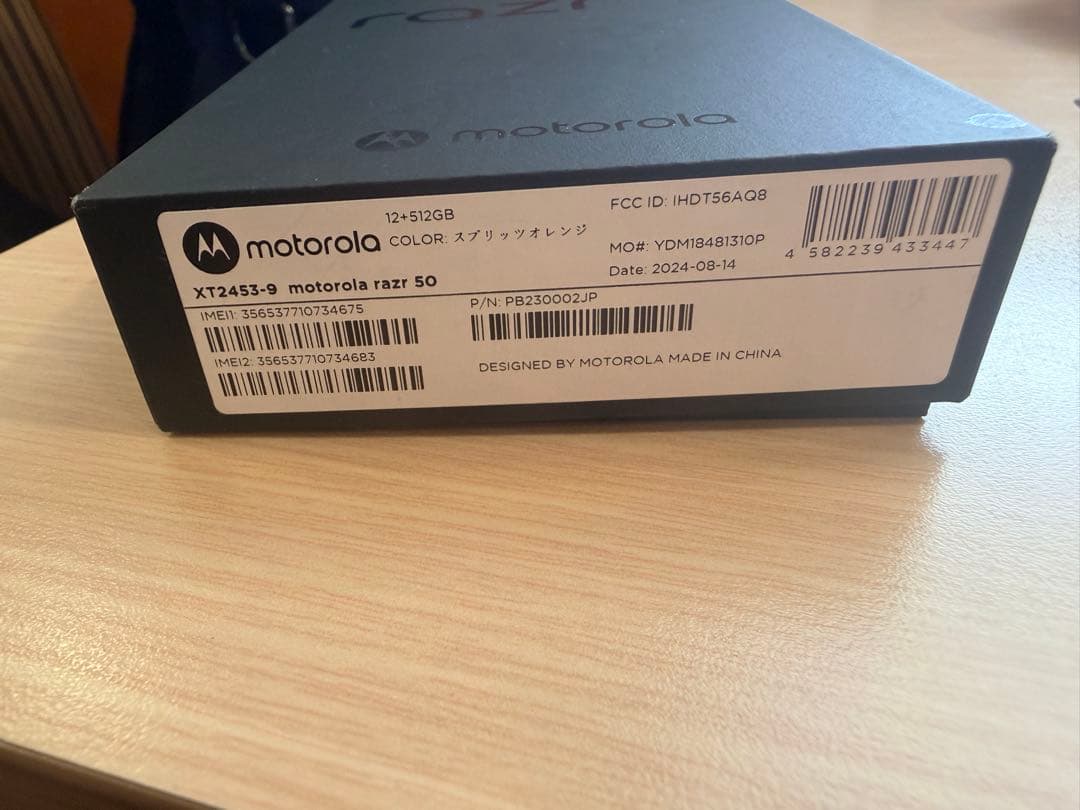 razr
motorola
motorola
12+512GB
COLOR: スプリッツオレンジ
FCC ID: IHDT56AQ8
MO#: YDM18481310P
Date: 2024-08-14
4 582239 433447
XT2453-9 motorola razr 50
IMEI1: 356537710734675
IMEI2: 356537710734683
P/N: PB230002JP
DESIGNED BY MOTOROLA MADE IN CHINA